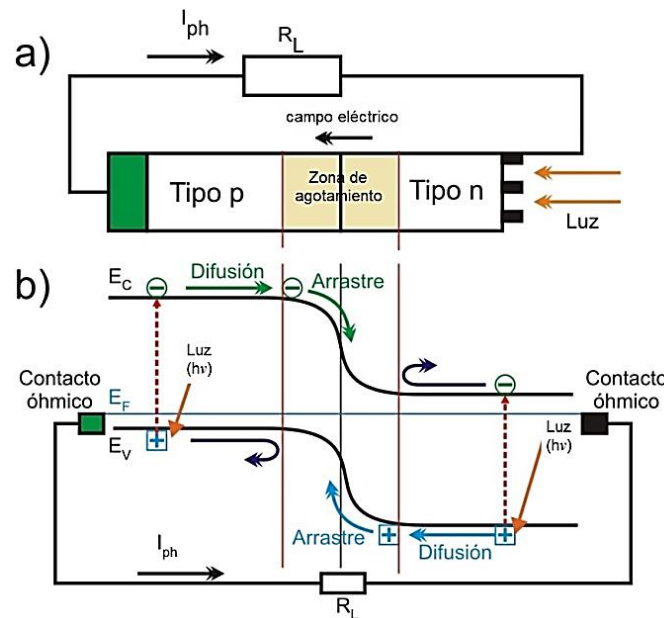 a)
I_ph
R_L
campo eléctrico
Tipo p
Zona de
agotamiento
Tipo n
Luz
b)
E_C
Difusión
Arrastre
Luz
(hν)
Contacto
óhmico
E_F
E_V
Contacto
óhmico
Luz
(hν)
Arrastre
Difusión
I_ph
R_L